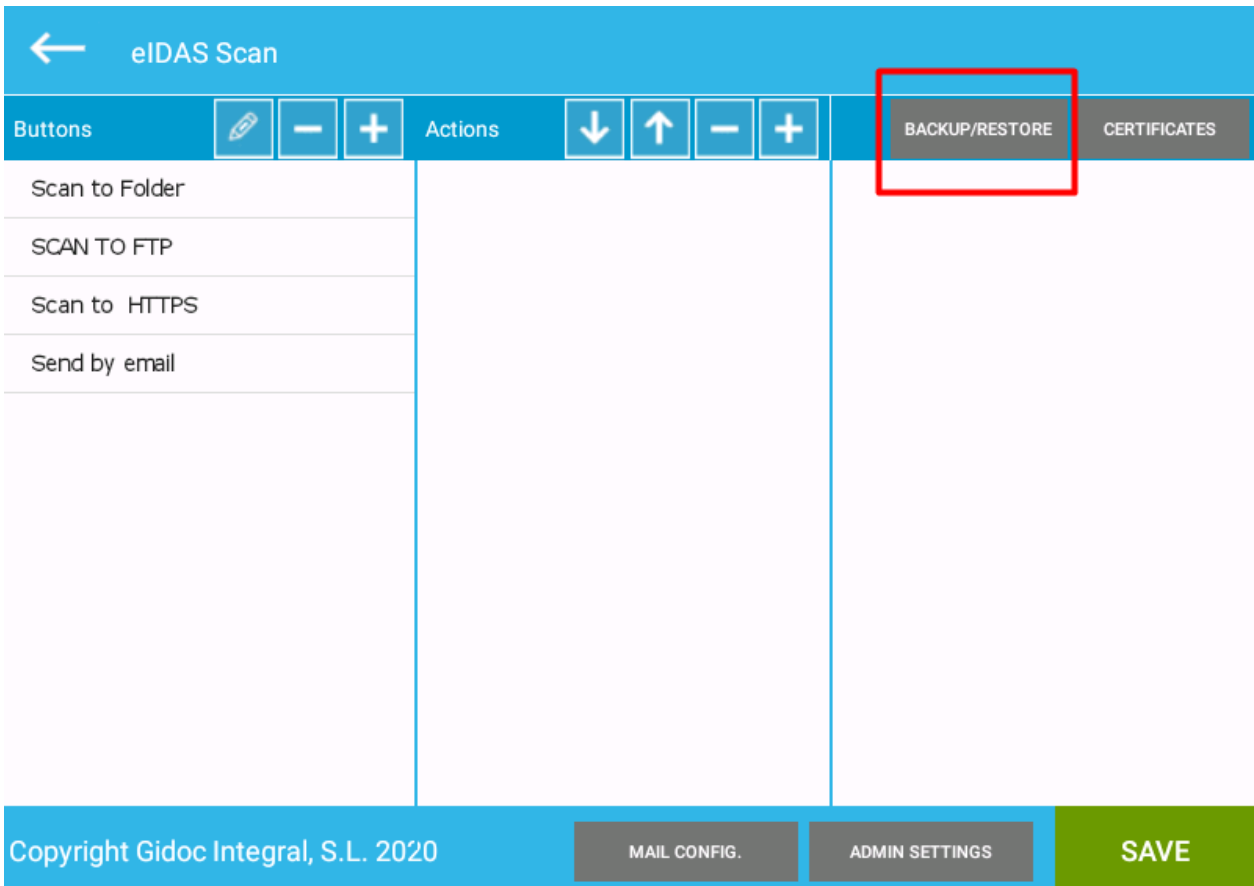 eIDAS Scan
Buttons
Actions
BACKUP/RESTORE
CERTIFICATES
Scan to Folder
SCAN TO FTP
Scan to HTTPS
Send by email
Copyright Gidoc Integral, S.L. 2020
MAIL CONFIG.
ADMIN SETTINGS
SAVE